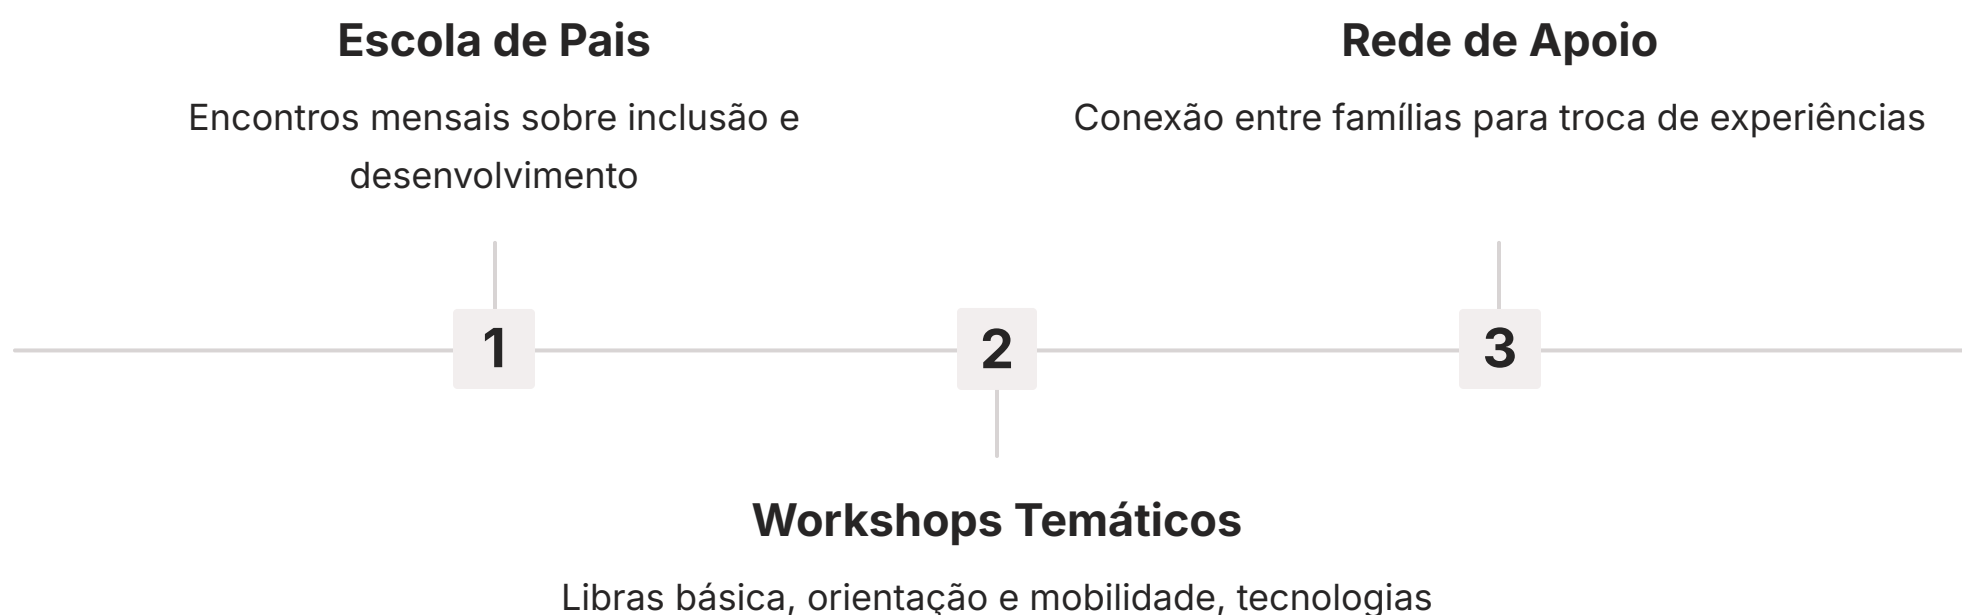 Escola de Pais
Encontros mensais sobre inclusão e
desenvolvimento
Rede de Apoio
Conexão entre famílias para troca de experiências
1
2
3
Workshops Temáticos
Libras básica, orientação e mobilidade, tecnologias